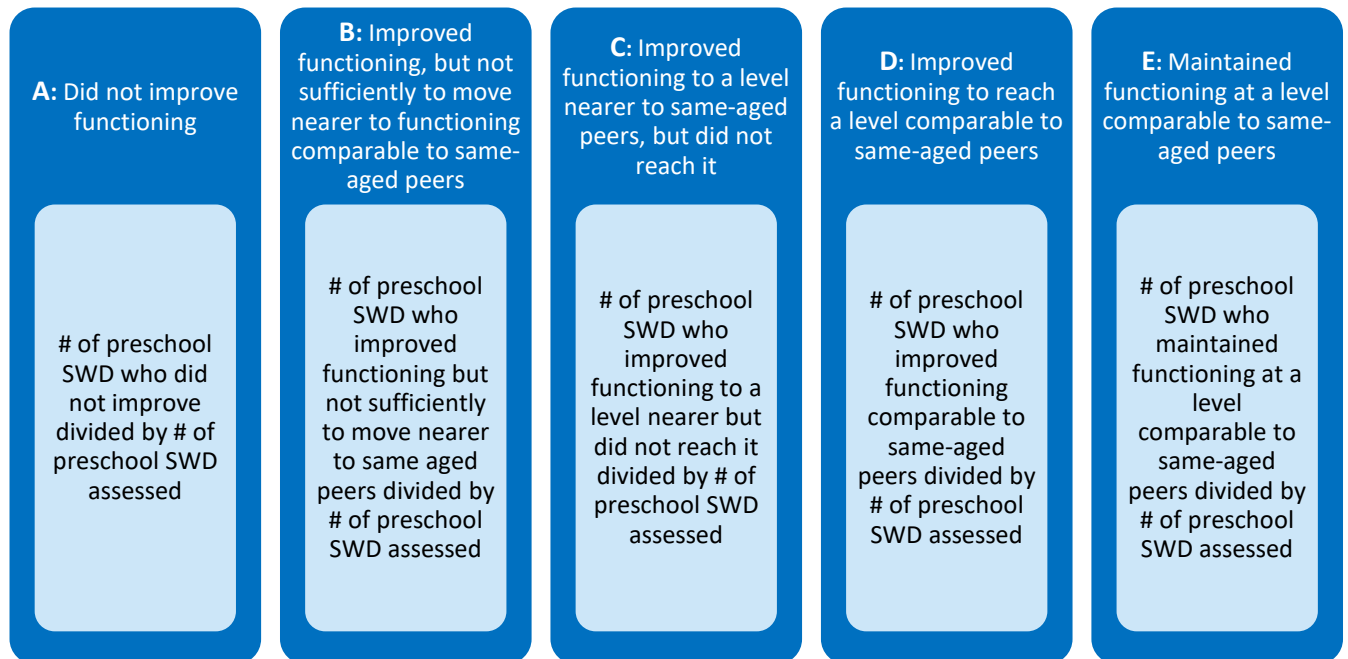 A: Did not improve
functioning
# of preschool
SWD who did
not improve
divided by # of
preschool SWD
assessed
B: Improved
functioning, but not
sufficiently to move
nearer to functioning
comparable to same-
aged peers
# of preschool
SWD who
improved
functioning but
not sufficiently
to move nearer
to same aged
peers divided by
# of preschool
SWD assessed
C: Improved
functioning to a level
nearer to same-aged
peers, but did not
reach it
# of preschool
SWD who
improved
functioning to a
level nearer but
did not reach it
divided by # of
preschool SWD
assessed
D: Improved
functioning to reach
a level comparable to
same-aged peers
# of preschool
SWD who
improved
functioning
comparable to
same-aged
peers divided by
# of preschool
SWD assessed
E: Maintained
functioning at a level
comparable to same-
aged peers
# of preschool
SWD who
maintained
functioning at a
level
comparable to
same-aged
peers divided by
# of preschool
SWD assessed